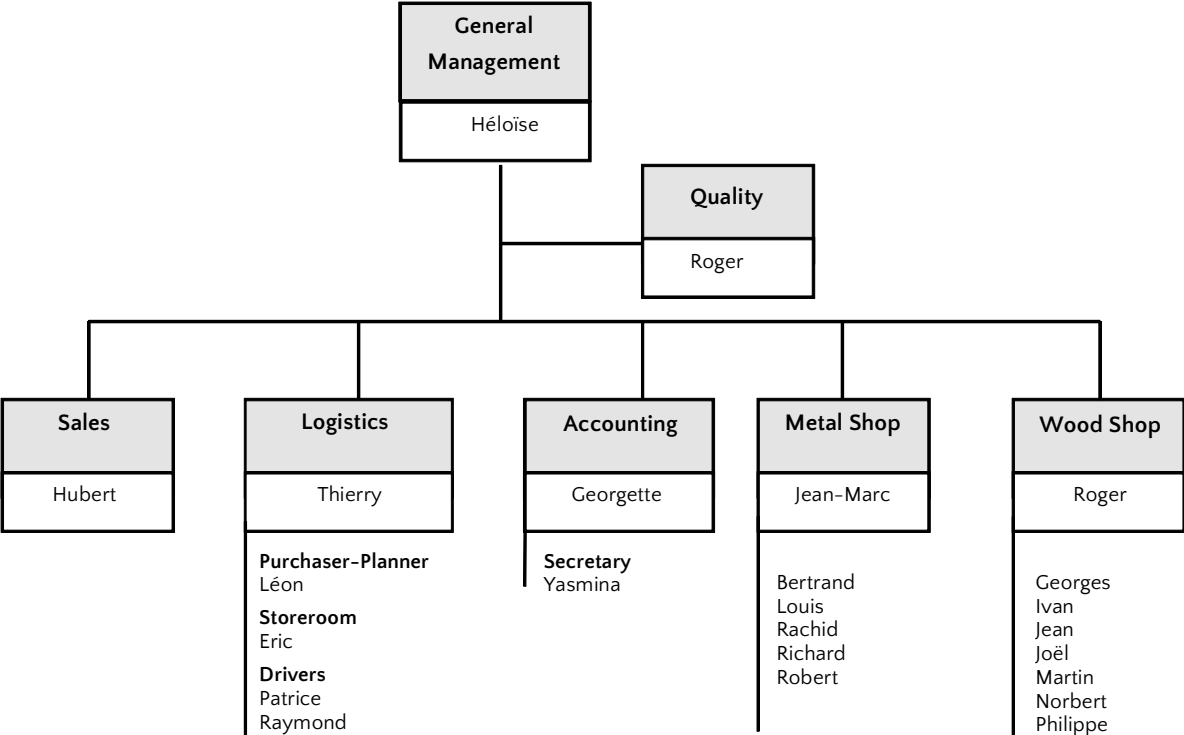 General
Management
Héloïse
Quality
Roger
Sales
Hubert
Logistics
Thierry
Purchaser-Planner
Léon
Storeroom
Eric
Drivers
Patrice
Raymond
Accounting
Georgette
Secretary
Yasmina
Metal Shop
Jean-Marc
Bertrand
Louis
Rachid
Richard
Robert
Wood Shop
Roger
Georges
Ivan
Jean
Joël
Martin
Norbert
Philippe